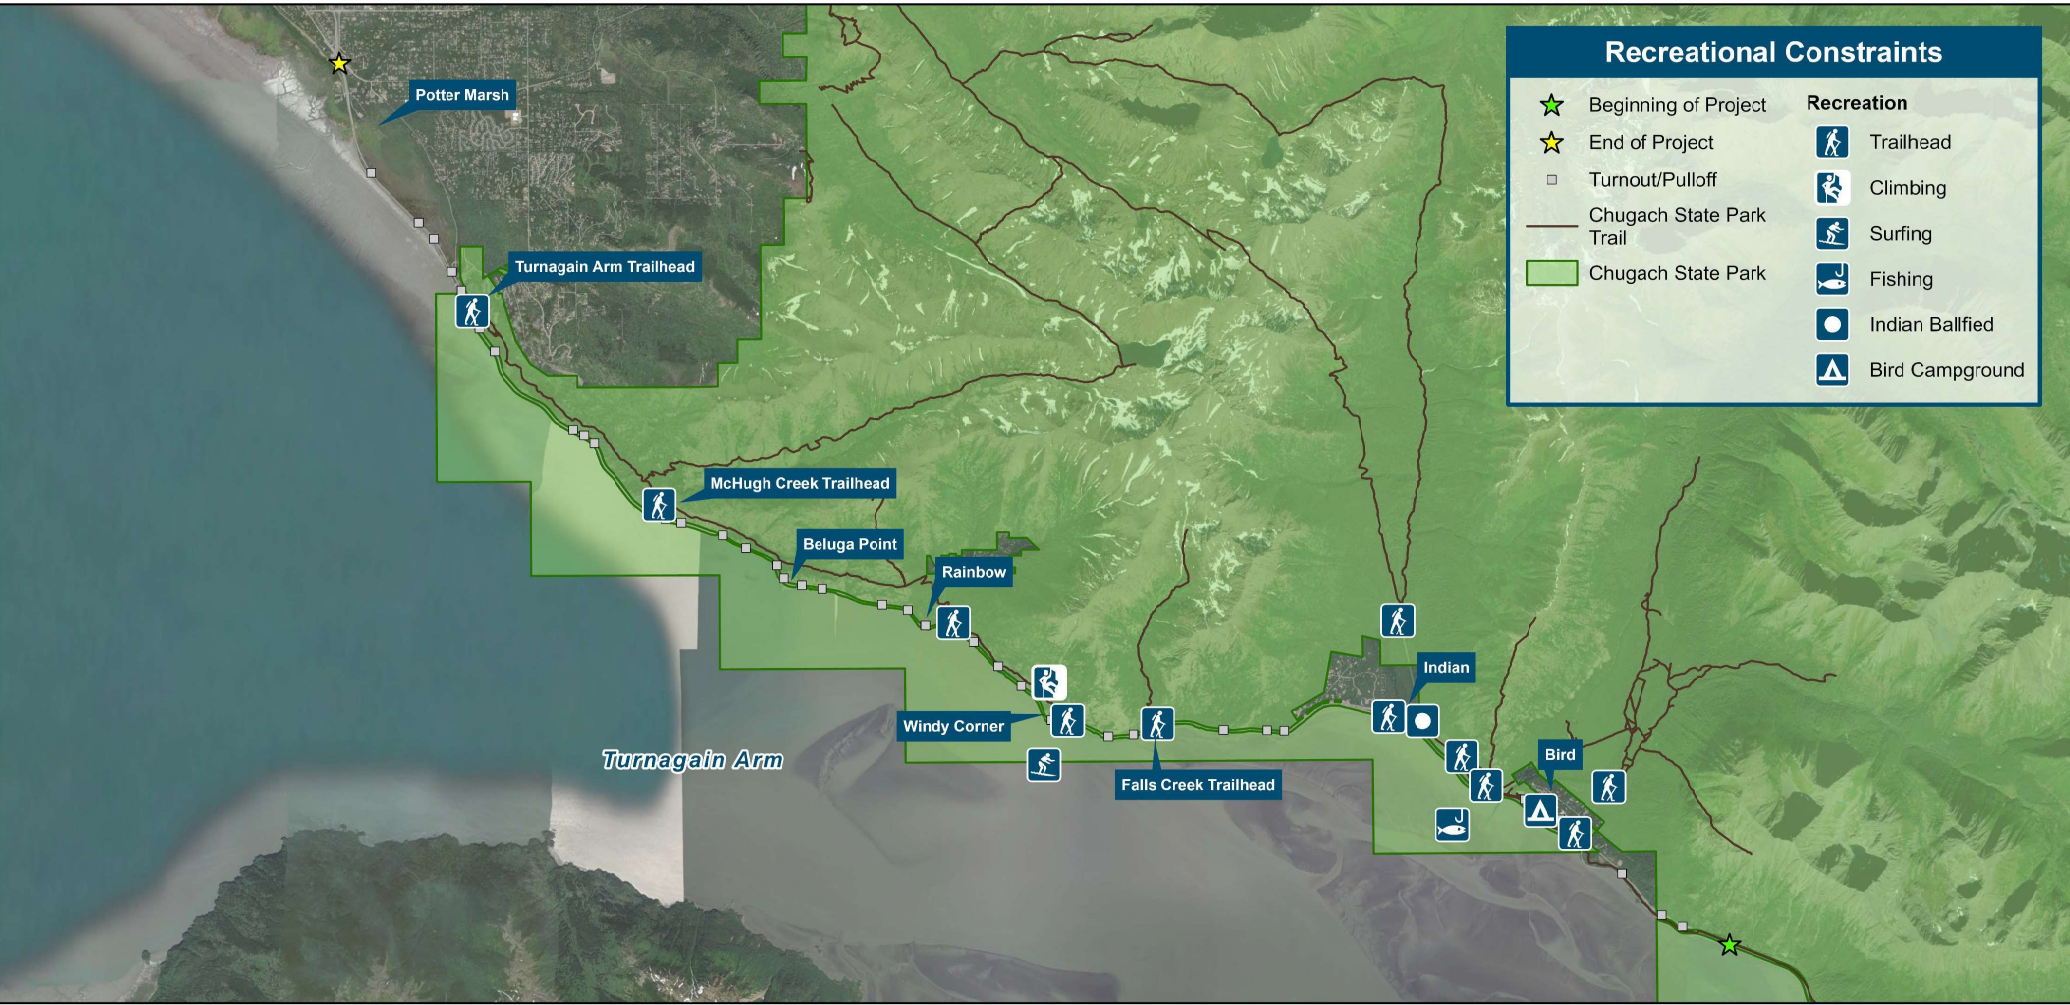 Recreational Constraints
Beginning of Project
End of Project
Turnout/Pulloff
Chugach State Park
Trail
Chugach State Park
Recreation
Trailhead
Climbing
Surfing
Fishing
Indian Ballfied
Bird Campground
Potter Marsh
Turnagain Arm Trailhead
McHugh Creek Trailhead
Beluga Point
Rainbow
Indian
Windy Corner
Bird
Turnagain Arm
Falls Creek Trailhead